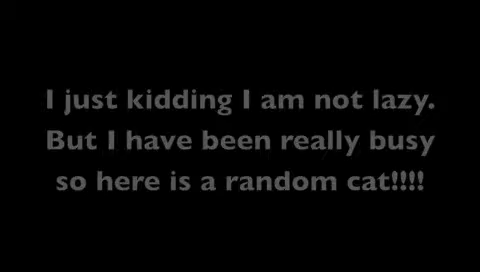 I just kidding I am not lazy.
But I have been really busy
so here is a random cat!!!!